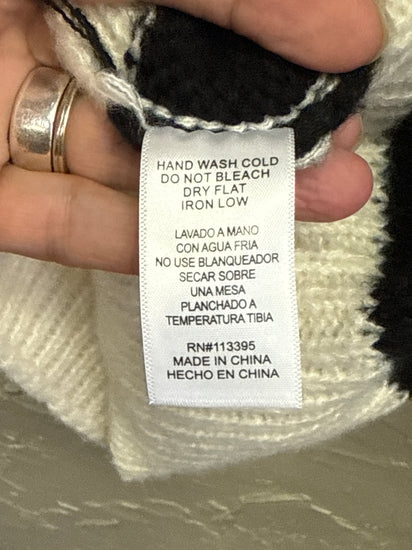 HAND WASH COLD
DO NOT BLEACH
DRY FLAT
IRON LOW
LAVADO A MANO
CON AGUA FRIA
NO USE BLANQUEADOR
SECAR SOBRE
UNA MESA
PLANCHADO A
TEMPERATURA TIBIA
RN#113395
MADE IN CHINA
HECHO EN CHINA